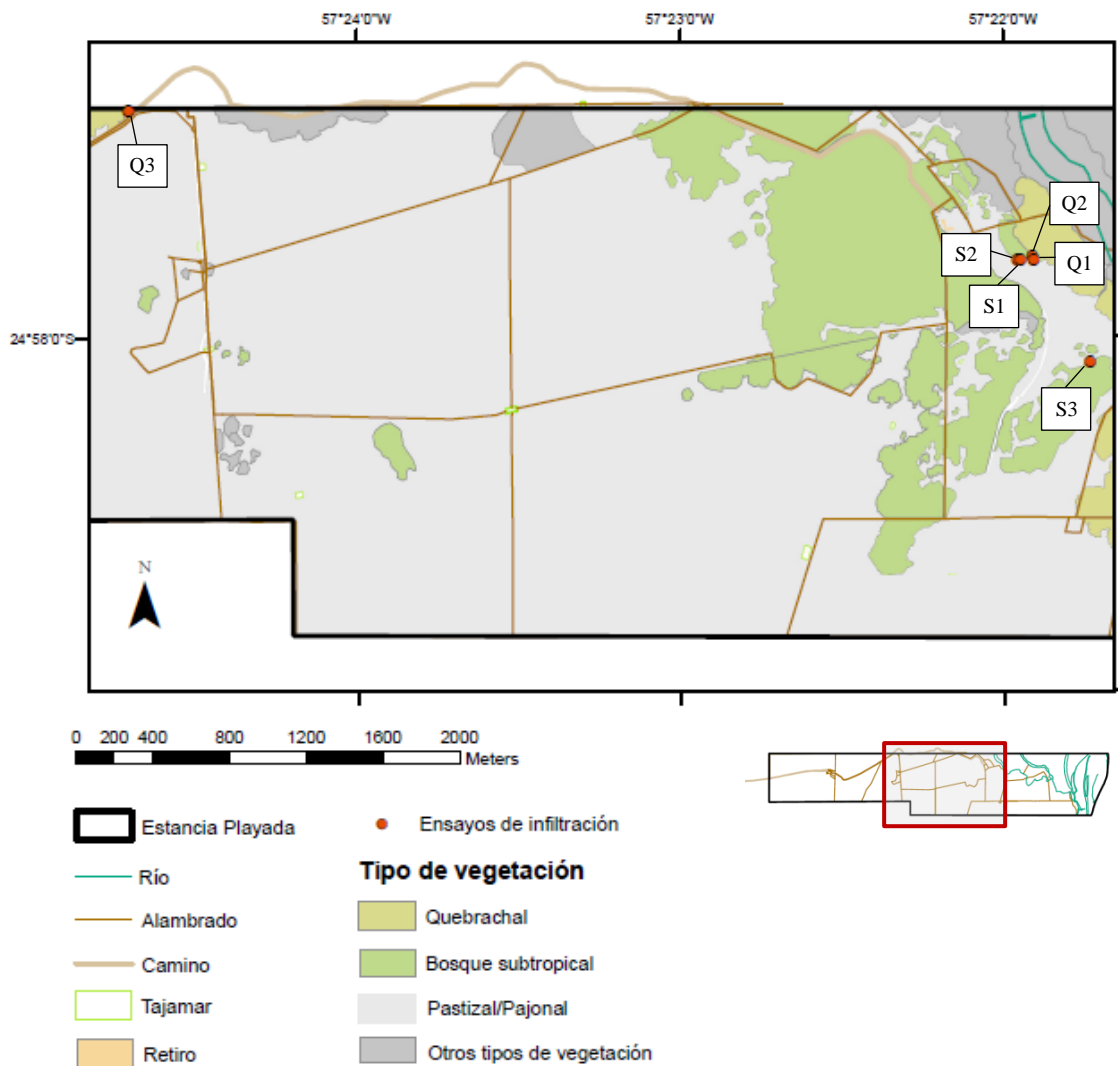 57°24'0"W
57°23'0"W
57°22'0"W
Q3
Q2
S2
Q1
S1
24°58'0"S
S3
N
0 200 400 800 1200 1600 2000
Meters
Estancia Playada
Ensayos de infiltración
Río
Tipo de vegetación
Alambrado
Quebrachal
Camino
Bosque subtropical
Tajamar
Pastizal/Pajonal
Retiro
Otros tipos de vegetación